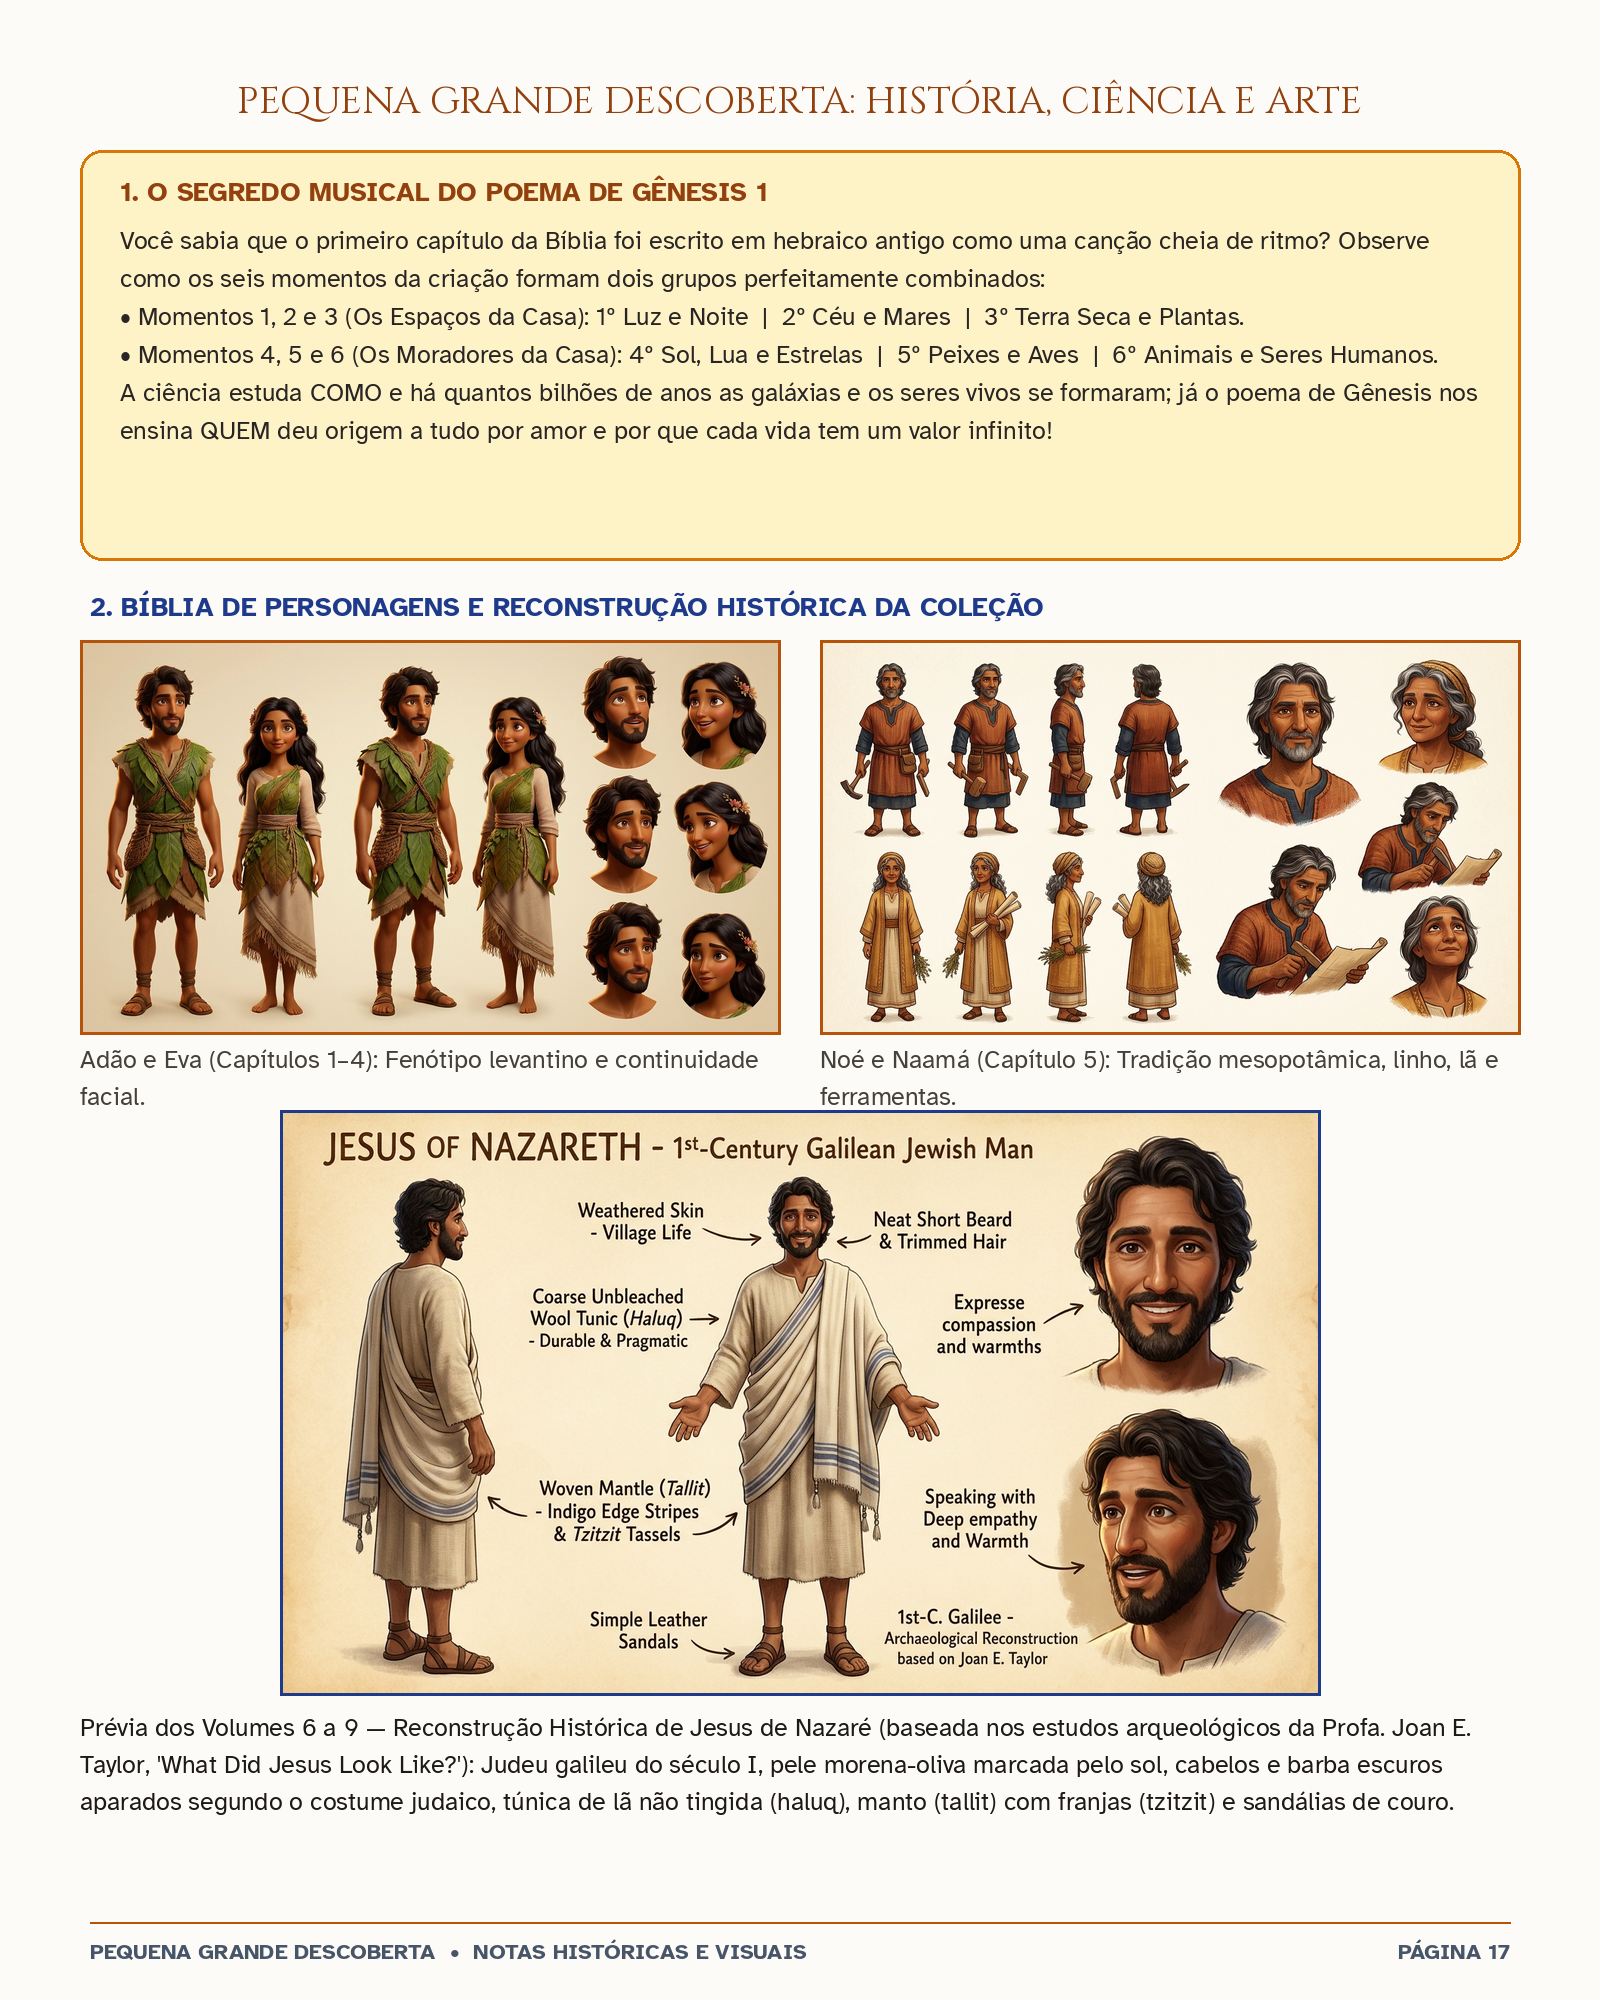 PEQUENA GRANDE DESCOBERTA: HISTÓRIA, CIÊNCIA E ARTE
1. O SEGREDO MUSICAL DO POEMA DE GÊNESIS 1
Você sabia que o primeiro capítulo da Bíblia foi escrito em hebraico antigo como uma canção cheia de ritmo? Observe
como os seis momentos da criação formam dois grupos perfeitamente combinados:
• Momentos 1, 2 e 3 (Os Espaços da Casa): 1º Luz e Noite | 2º Céu e Mares | 3º Terra Seca e Plantas.
• Momentos 4, 5 e 6 (Os Moradores da Casa): 4º Sol, Lua e Estrelas | 5º Peixes e Aves | 6º Animais e Seres Humanos.
A ciência estuda COMO e há quantos bilhões de anos as galáxias e os seres vivos se formaram; já o poema de Gênesis nos
ensina QUEM deu origem a tudo por amor e por que cada vida tem um valor infinito!
2. BÍBLIA DE PERSONAGENS E RECONSTRUÇÃO HISTÓRICA DA COLEÇÃO
Adão e Eva (Capítulos 1–4): Fenótipo levantino e continuidade
facial.
Noé e Naamá (Capítulo 5): Tradição mesopotâmica, linho, lã e
ferramentas.
JESUS OF NAZARETH - 1st-Century Galilean Jewish Man
Weathered Skin
- Village Life
Neat Short Beard
& Trimmed Hair
Coarse Unbleached
Wool Tunic (Haluq)
- Durable & Pragmatic
Expresse
compassion
and warmths
Woven Mantle (Tallit)
- Indigo Edge Stripes
& Tzitzit Tassels
Speaking with
Deep empathy
and Warmth
Simple Leather
Sandals
1st-C. Galilee -
Archaeological Reconstruction
based on Joan E. Taylor
Prévia dos Volumes 6 a 9 — Reconstrução Histórica de Jesus de Nazaré (baseada nos estudos arqueológicos da Profa. Joan E.
Taylor, 'What Did Jesus Look Like?'): Judeu galileu do século I, pele morena-oliva marcada pelo sol, cabelos e barba escuros
aparados segundo o costume judaico, túnica de lã não tingida (haluq), manto (tallit) com franjas (tzitzit) e sandálias de couro.
PEQUENA GRANDE DESCOBERTA • NOTAS HISTÓRICAS E VISUAIS
PÁGINA 17